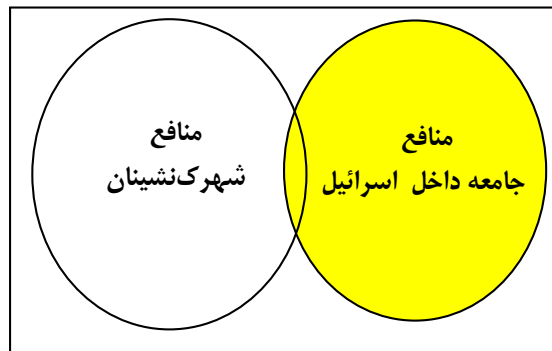 منافع
جامعه داخل اسرائیل
منافع
شهرک‌نشینان